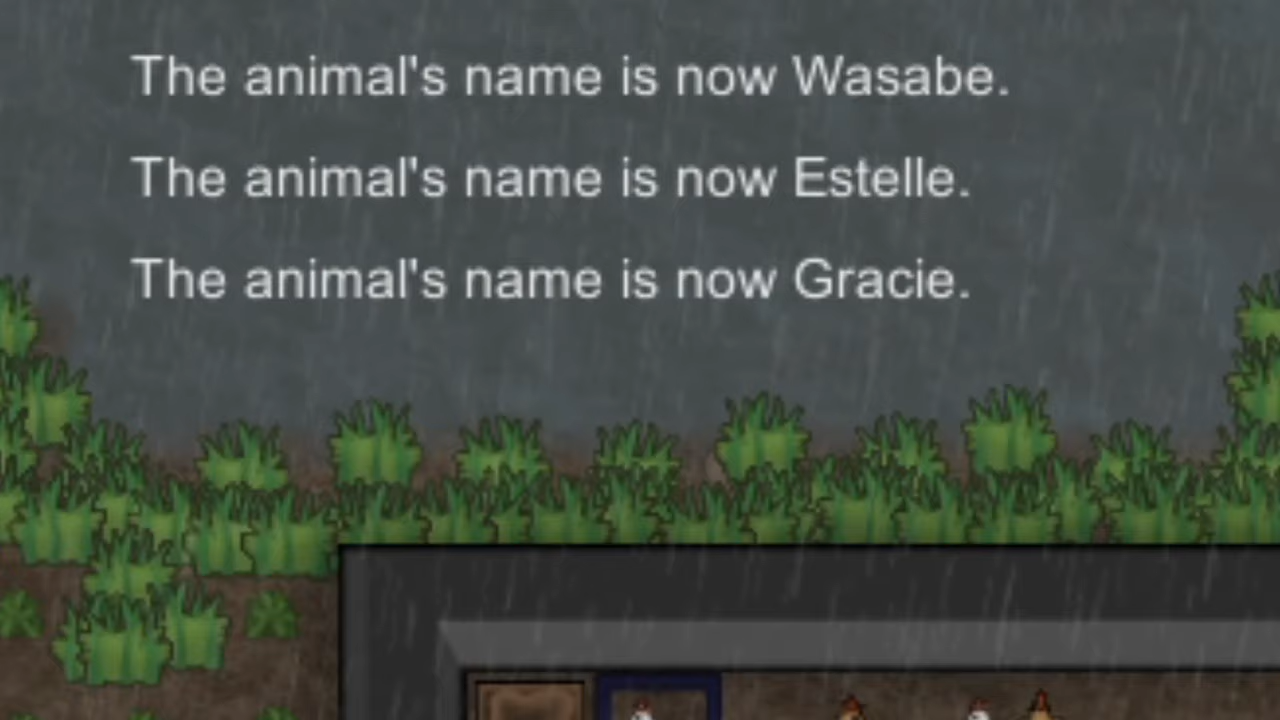 The animal's name is now Wasabe.
The animal's name is now Estelle.
The animal's name is now Gracie.